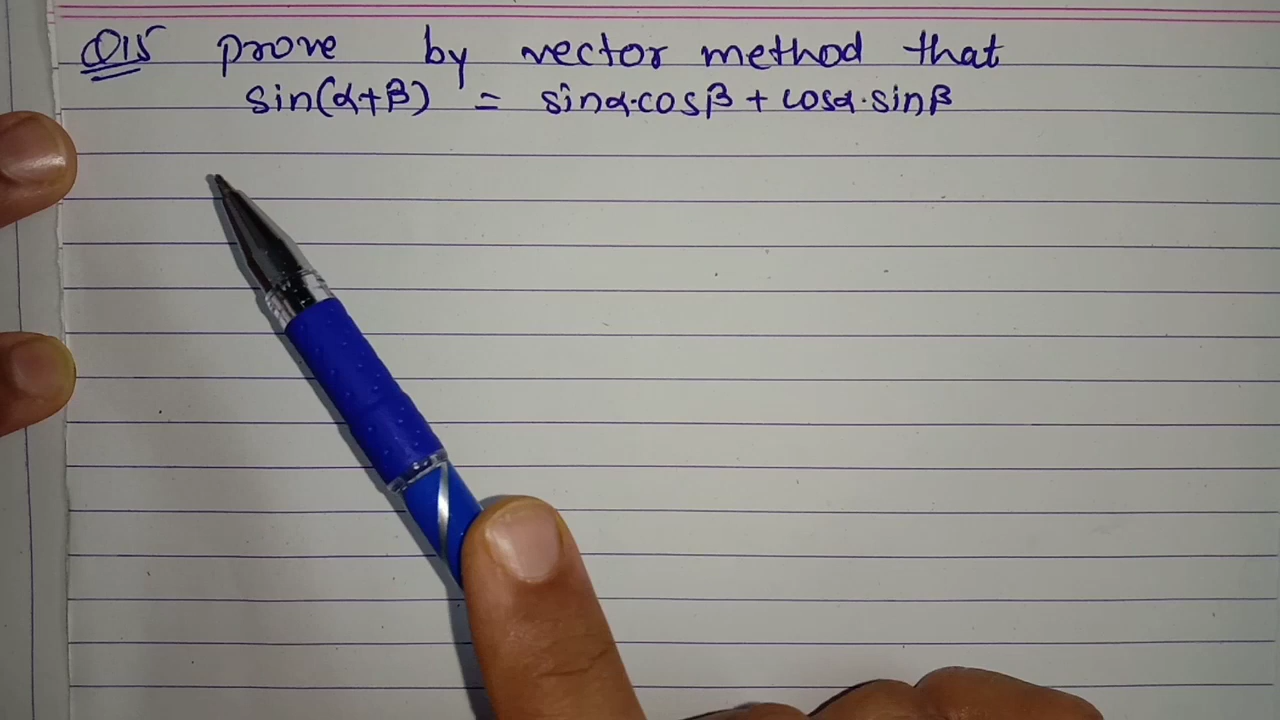 Q15 prove by vector method that
sin(α+β) = sinα·cosβ + cosα·sinβ